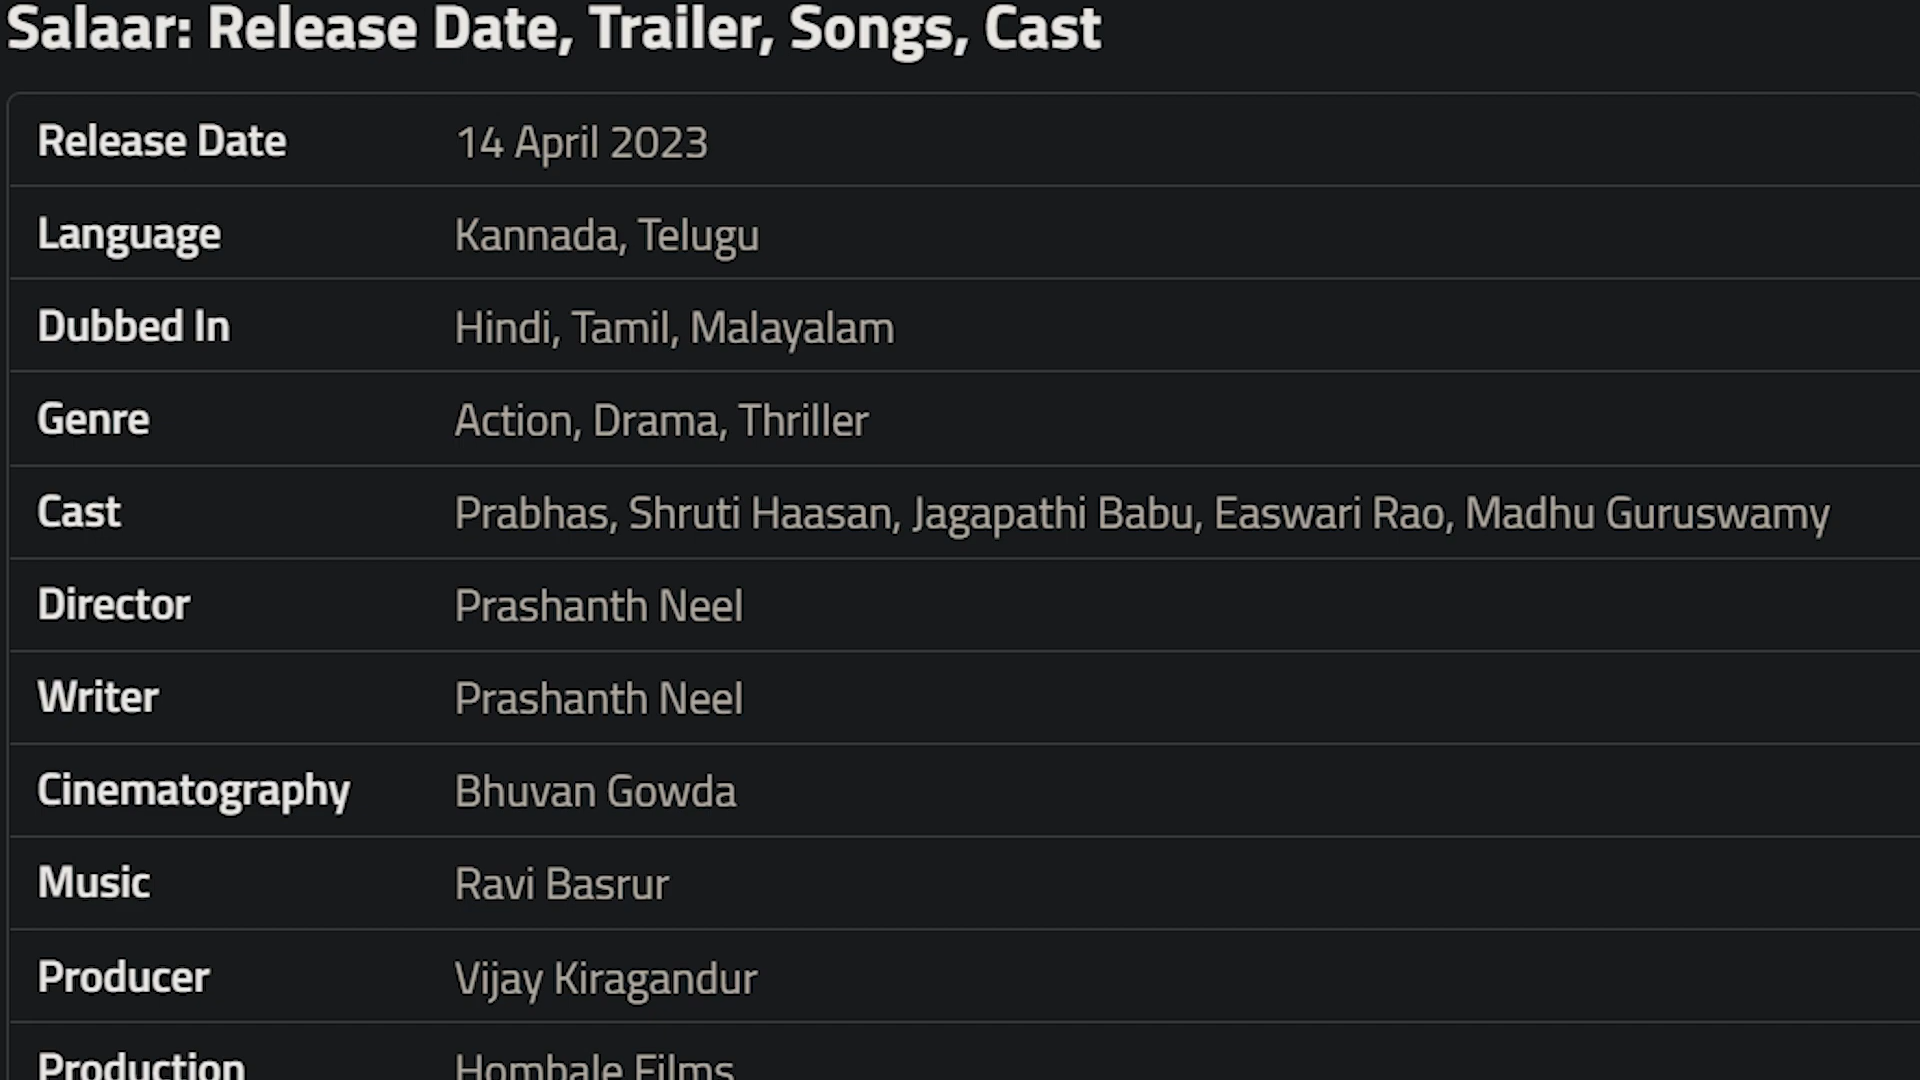 Salaar: Release Date, Trailer, Songs, Cast
Release Date 14 April 2023
Language Kannada, Telugu
Dubbed In Hindi, Tamil, Malayalam
Genre Action, Drama, Thriller
Cast Prabhas, Shruti Haasan, Jagapathi Babu, Easwari Rao, Madhu Guruswamy
Director Prashanth Neel
Writer Prashanth Neel
Cinematography Bhuvan Gowda
Music Ravi Basrur
Producer Vijay Kiragandur
Production Hombale Films